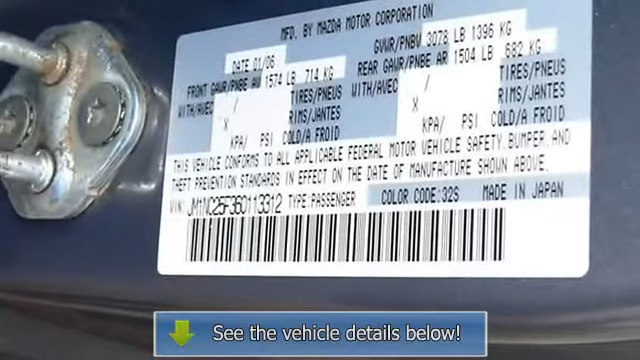 MFD. BY MAZDA MOTOR CORPORATION
DATE 01/06 GVWR/PNBV 3078 LB 1396 KG
FRONT GAWR/PNBE AV 1574 LB 714 KG REAR GAWR/PNBE AR 1504 LB 682 KG
WITH/AVEC / TIRES/PNEUS WITH/AVEC / TIRES/PNEUS
X RIMS/JANTES X RIMS/JANTES
KPA/ PSI COLD/A FROID KPA/ PSI COLD/A FROID
THIS VEHICLE CONFORMS TO ALL APPLICABLE FEDERAL MOTOR VEHICLE SAFETY, BUMPER, AND
THEFT PREVENTION STANDARDS IN EFFECT ON THE DATE OF MANUFACTURE SHOWN ABOVE.
VIN: JM1NC25F360113312 TYPE:PASSENGER COLOR CODE:32S MADE IN JAPAN
See the vehicle details below!